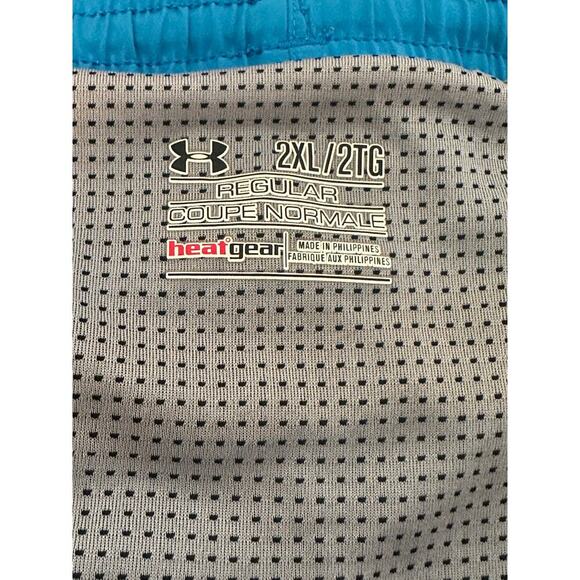 2XL/2TG
REGULAR
COUPE NORMALE
heatgear
MADE IN PHILIPPINES
FABRIQUE AUX PHILIPPINES